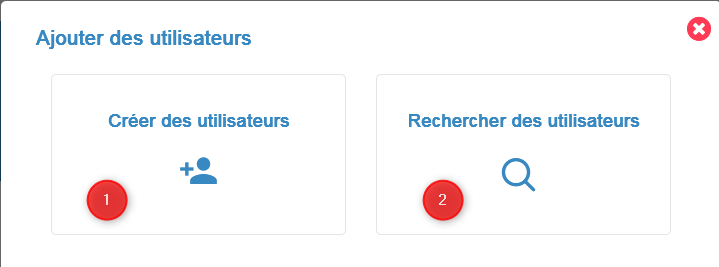 Ajouter des utilisateurs
Créer des utilisateurs
Rechercher des utilisateurs
1
2